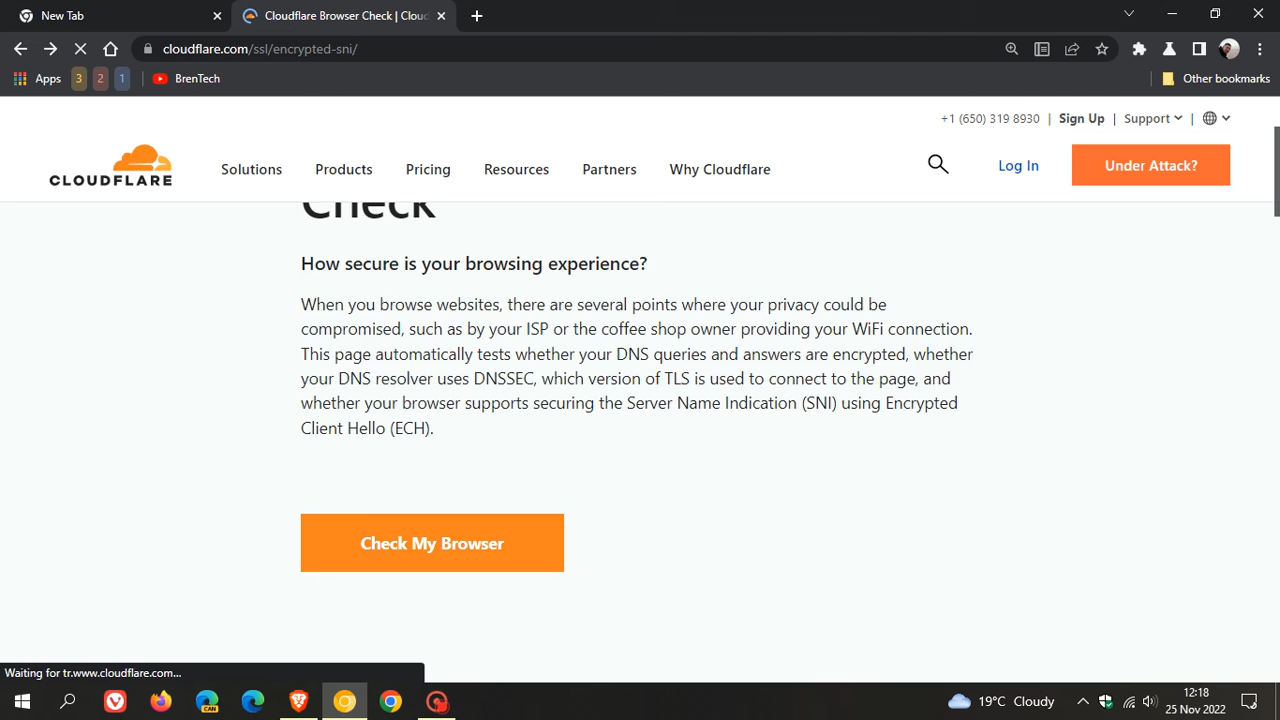 New Tab
Cloudflare Browser Check | Cloud
cloudflare.com/ssl/encrypted-sni/
Apps 3 2 1 BrenTech Other bookmarks
+1 (650) 319 8930 | Sign Up | Support |
CLOUDFLARE Solutions Products Pricing Resources Partners Why Cloudflare Log In Under Attack?
Check
How secure is your browsing experience?
When you browse websites, there are several points where your privacy could be
compromised, such as by your ISP or the coffee shop owner providing your WiFi connection.
This page automatically tests whether your DNS queries and answers are encrypted, whether
your DNS resolver uses DNSSEC, which version of TLS is used to connect to the page, and
whether your browser supports securing the Server Name Indication (SNI) using Encrypted
Client Hello (ECH).
Check My Browser
Waiting for tr.www.cloudflare.com...
CAN
19°C Cloudy
12:18
25 Nov 2022